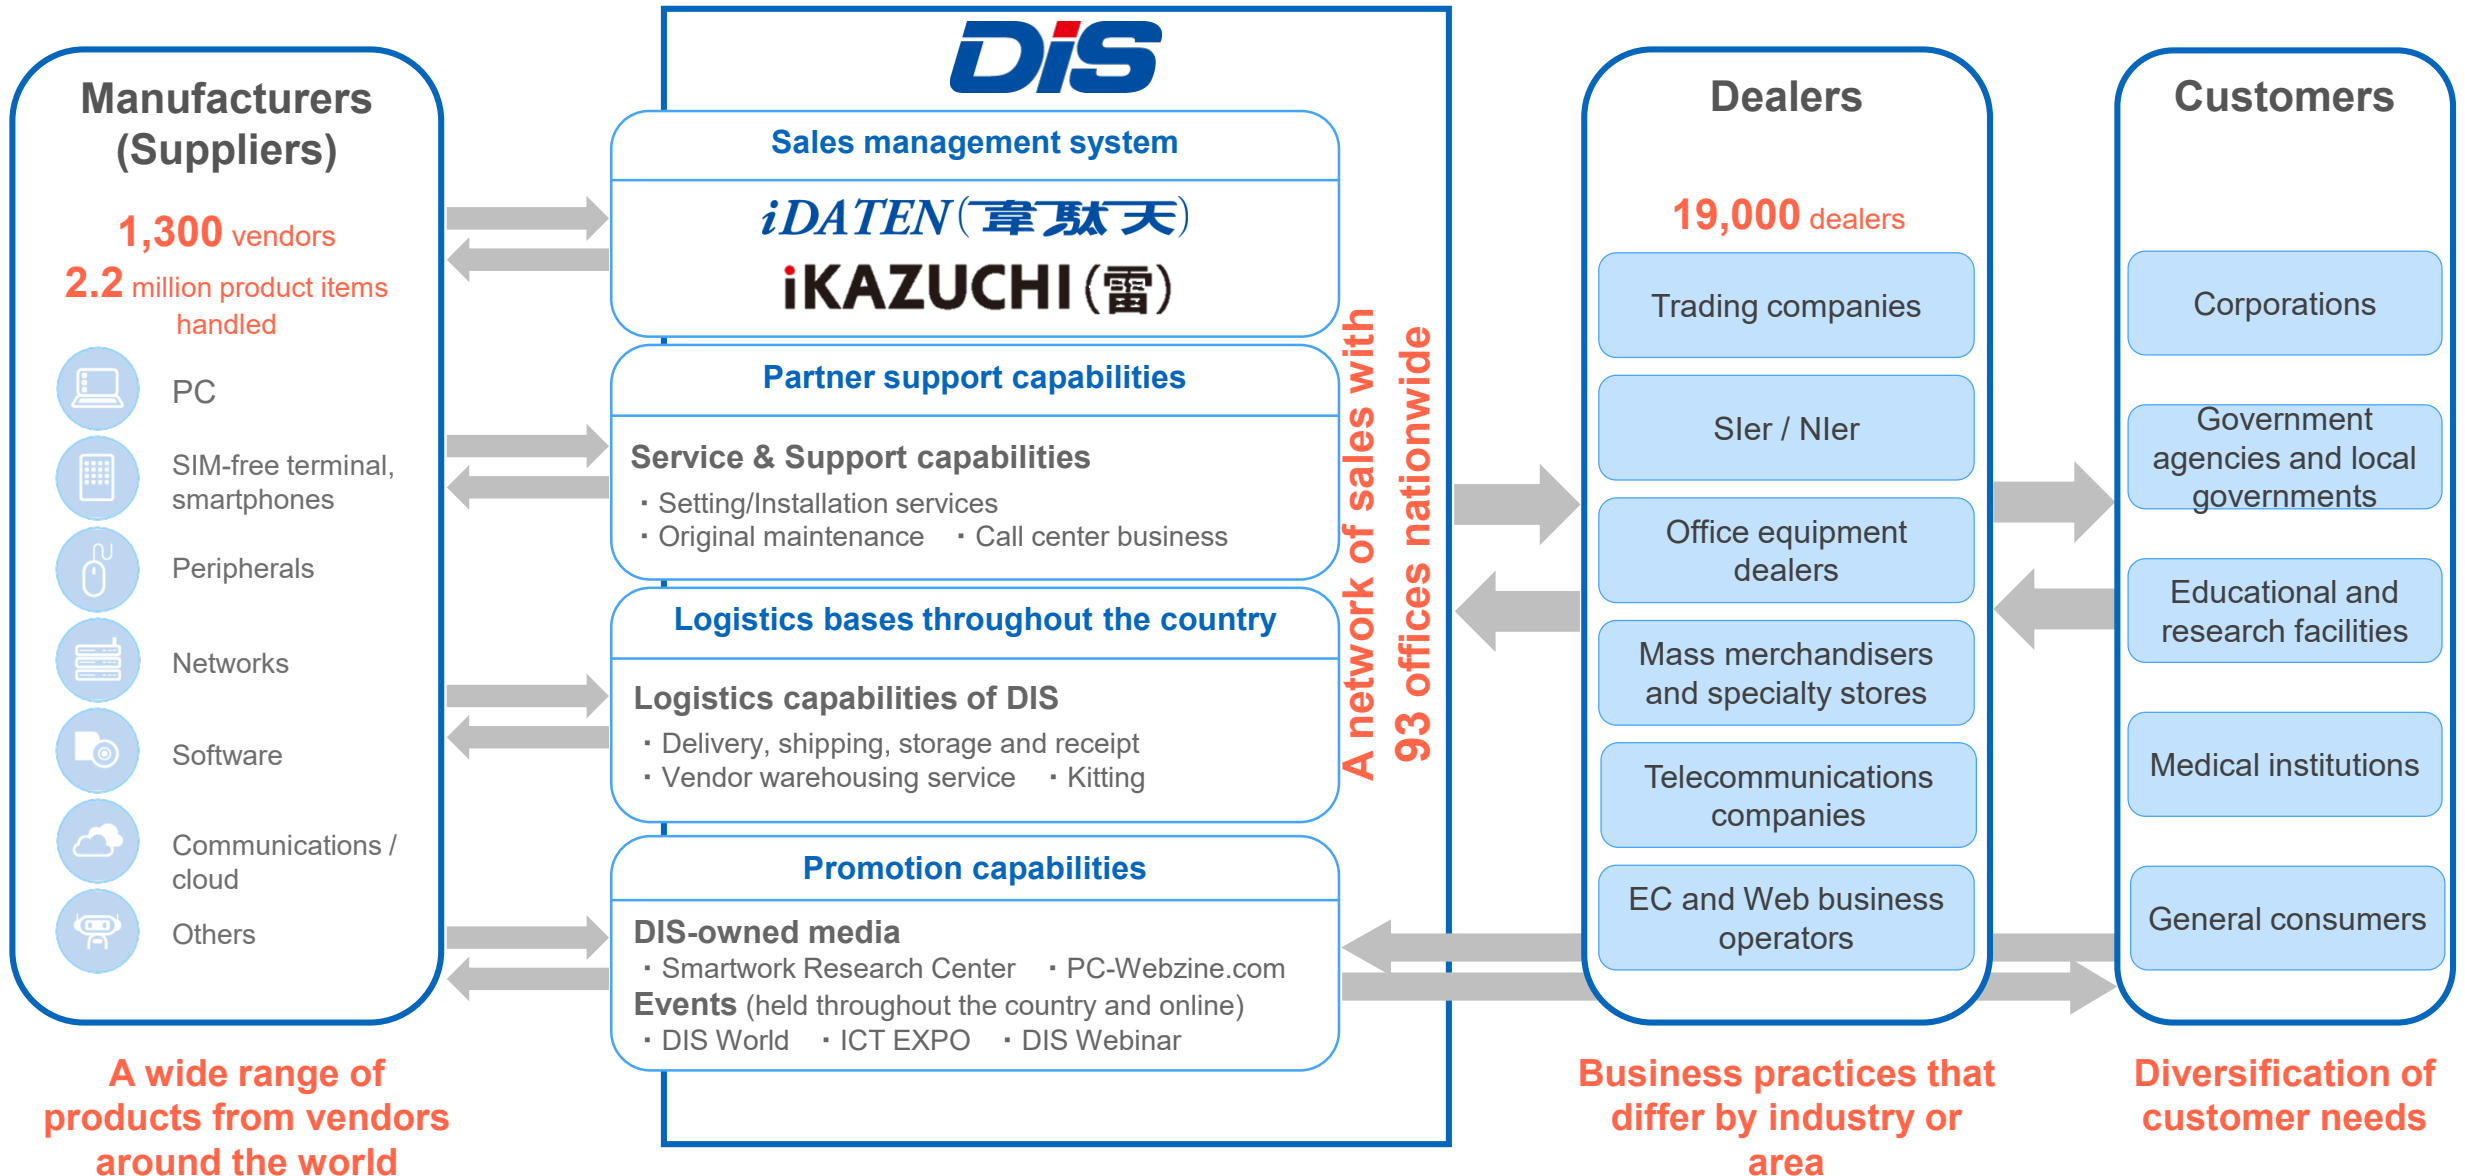 Manufacturers
(Suppliers)
1,300 vendors
2.2 million product items
handled
PC
SIM-free terminal,
smartphones
Peripherals
Networks
Software
Communications /
cloud
Others
A wide range of
products from vendors
around the world
DiS
Sales management system
iDATEN(韋駄天)
iKAZUCHI(雷)
Partner support capabilities
Service & Support capabilities
・Setting/Installation services
・Original maintenance ・Call center business
Logistics bases throughout the country
Logistics capabilities of DIS
・Delivery, shipping, storage and receipt
・Vendor warehousing service ・Kitting
Promotion capabilities
DIS-owned media
・Smartwork Research Center ・PC-Webzine.com
Events (held throughout the country and online)
・DIS World ・ICT EXPO ・DIS Webinar
A network of sales with
93 offices nationwide
Dealers
19,000 dealers
Trading companies
SIer / NIer
Office equipment
dealers
Mass merchandisers
and specialty stores
Telecommunications
companies
EC and Web business
operators
Business practices that
differ by industry or
area
Customers
Corporations
Government
agencies and local
governments
Educational and
research facilities
Medical institutions
General consumers
Diversification of
customer needs